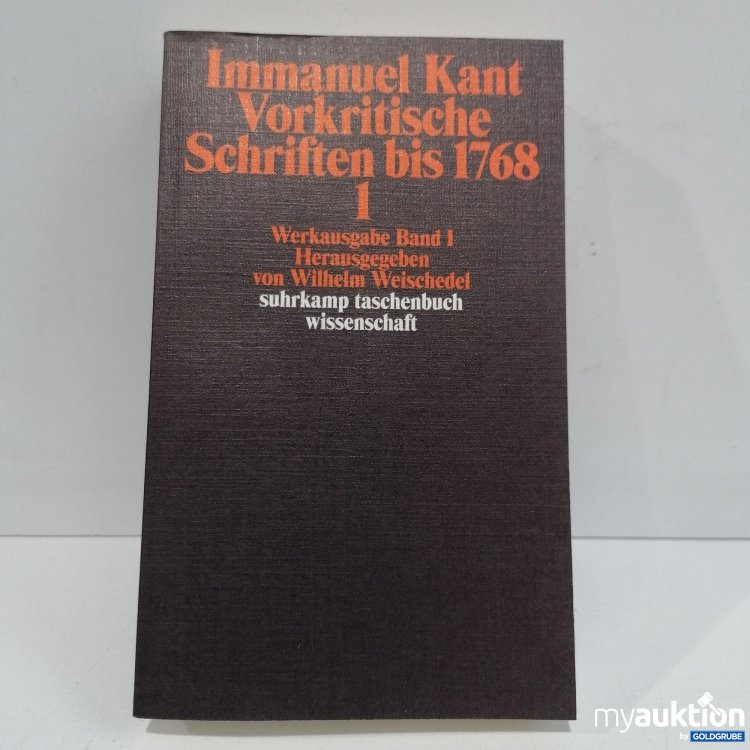 Immanuel Kant
Vorkritische
Schriften bis 1768
1
Werkausgabe Band I
Herausgegeben
von Wilhelm Weischedel
suhrkamp taschenbuch
wissenschaft
myauktion
by GOLDGRUBE